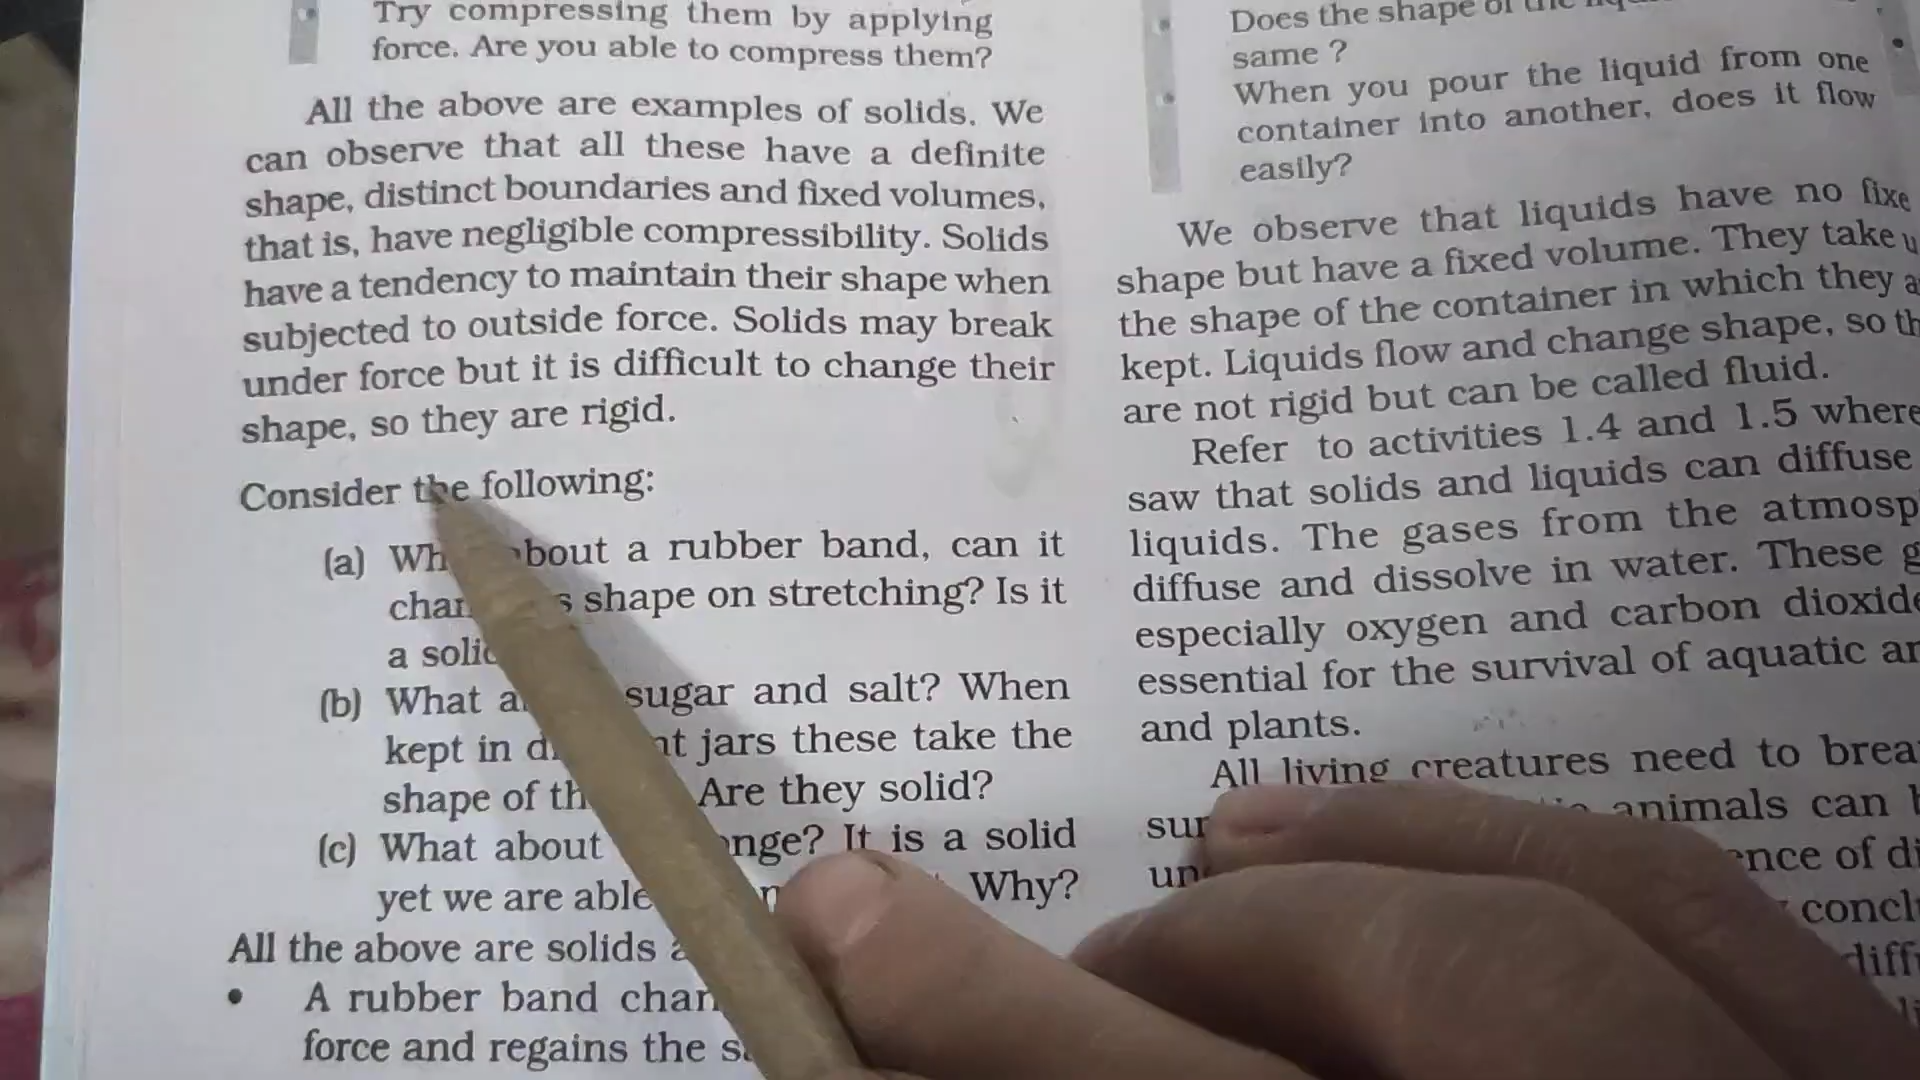 Try compressing them by applying
force. Are you able to compress them?
All the above are examples of solids. We
can observe that all these have a definite
shape, distinct boundaries and fixed volumes,
that is, have negligible compressibility. Solids
have a tendency to maintain their shape when
subjected to outside force. Solids may break
under force but it is difficult to change their
shape, so they are rigid.
Consider the following:
(a) about a rubber band, can it
shape on stretching? Is it
a
(b) What sugar and salt? When
kept in jars these take the
shape of Are they solid?
(c) What about It is a solid
yet we are able Why?
All the above are solids
• A rubber band
force and regains the
Does the shape of the
same ?
When you pour the liquid from one
container into another, does it flow
easily?
We observe that liquids have no
shape but have a fixed volume. They take
the shape of the container in which they
kept. Liquids flow and change shape, so
are not rigid but can be called fluid.
Refer to activities 1.4 and 1.5 where
saw that solids and liquids can diffuse
liquids. The gases from the
diffuse and dissolve in water. These
especially oxygen and carbon
essential for the survival of aquatic
and plants.
All living creatures need to
animals can
of